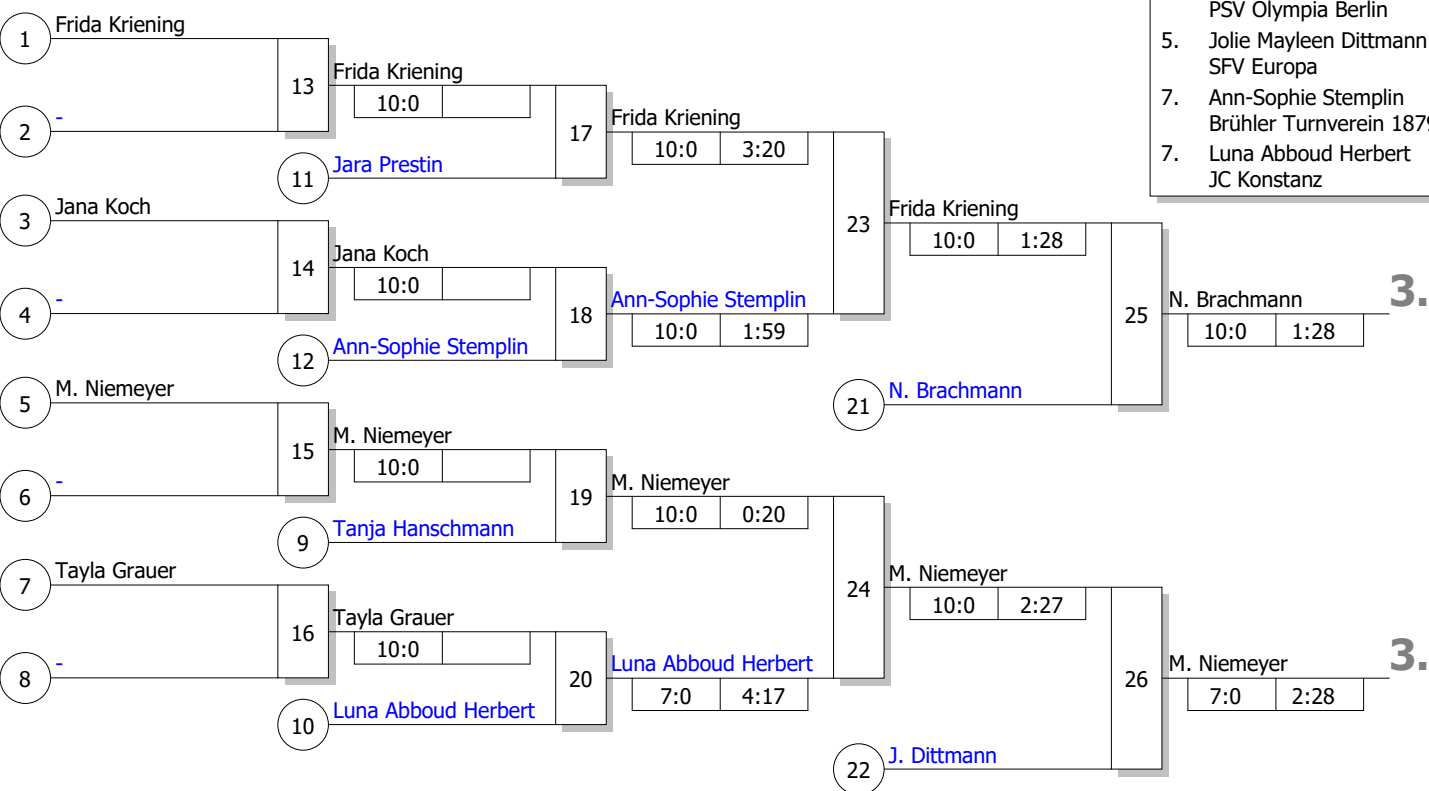 PSV Olympia Berlin
5. Jolie Mayleen Dittmann
SFV Europa
7. Ann-Sophie Stemplin
Brühler Turnverein 1879
7. Luna Abboud Herbert
JC Konstanz
1 Frida Kriening
2 -
13 Frida Kriening
10:0
11 Jara Prestin
17 Frida Kriening
10:0 3:20
3 Jana Koch
4 -
14 Jana Koch
10:0
12 Ann-Sophie Stemplin
18 Ann-Sophie Stemplin
10:0 1:59
23 Frida Kriening
10:0 1:28
21 N. Brachmann
25 N. Brachmann 3.
10:0 1:28
5 M. Niemeyer
6 -
15 M. Niemeyer
10:0
9 Tanja Hanschmann
19 M. Niemeyer
10:0 0:20
7 Tayla Grauer
8 -
16 Tayla Grauer
10:0
10 Luna Abboud Herbert
20 Luna Abboud Herbert
7:0 4:17
24 M. Niemeyer
10:0 2:27
22 J. Dittmann
26 M. Niemeyer 3.
7:0 2:28